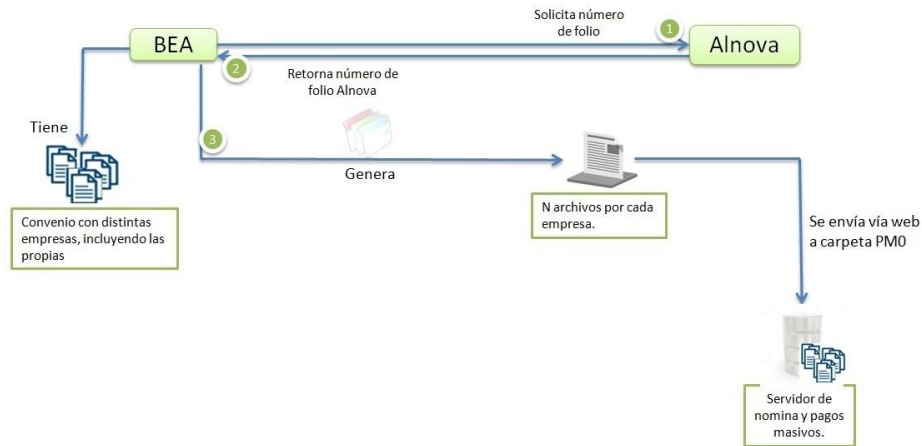 Solicita número
de folio
1
BEA
Alnova
2
Retorna número de
folio Alnova
3
Tiene
Genera
Convenio con distintas
empresas, incluyendo las
propias
N archivos por cada
empresa.
Se envía vía web
a carpeta PM0
Servidor de
nomina y pagos
masivos.